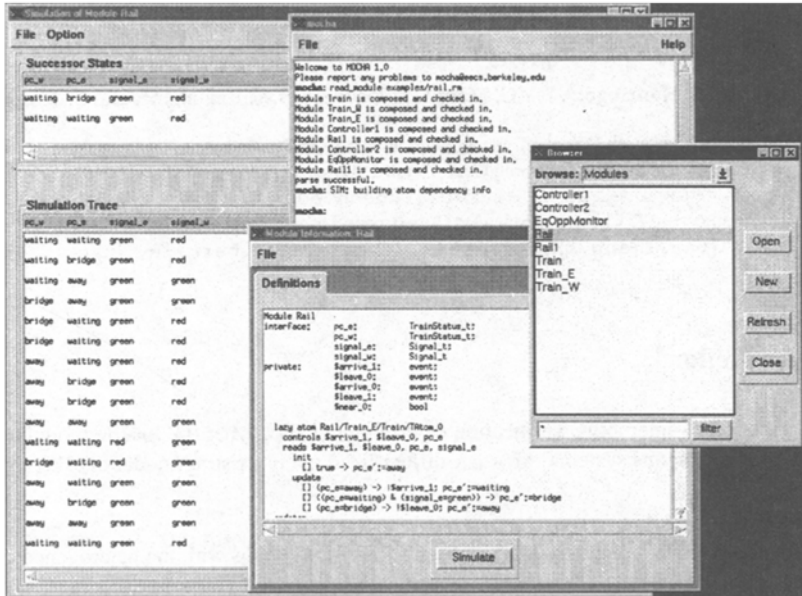 Simulation of Module Rail
File Option
Successor States
pc_w pc_e signal_e signal_w
waiting bridge green red
waiting waiting green red
Simulation Trace
pc_w pc_e signal_e signal_w
waiting waiting green red
waiting bridge green red
waiting away green green
bridge away green green
bridge waiting green red
bridge waiting green red
away waiting green red
away bridge green red
away bridge green red
away away green green
waiting waiting red green
bridge waiting red green
away waiting green green
away bridge green green
away away green green
waiting waiting green red
mocha
File Help
Welcome to MOCHA 1.0
Please report any problems to mocha@eecs.berkeley.edu
mocha: read_module examples/rail.rm
Module Train is composed and checked in.
Module Train_W is composed and checked in.
Module Train_E is composed and checked in.
Module Controller1 is composed and checked in.
Module Rail is composed and checked in.
Module Controller2 is composed and checked in.
Module EqOppMonitor is composed and checked in.
Module Rail1 is composed and checked in.
parse successful.
mocha: SIM: building atom dependency info
mocha:
Module Information: Rail
File
Definitions
Module Rail
interface: pc_e: TrainStatus_t;
pc_w: TrainStatus_t;
signal_e: Signal_t;
signal_w: Signal_t
private: $arrive_1: event;
$leave_0: event;
$arrive_0: event;
$leave_1: event;
$near_0: bool
lazy atom Rail/Train_E/Train/TAtom_0
controls $arrive_1, $leave_0, pc_e
reads $arrive_1, $leave_0, pc_e, signal_e
init
[] true -> pc_e':=away
update
[] (pc_e=away) -> !$arrive_1; pc_e':=waiting
[] ((pc_e=waiting) & (signal_e=green)) -> pc_e':=bridge
[] (pc_e=bridge) -> !$leave_0; pc_e':=away
Simulate
Browser
browse: Modules
Controller1
Controller2
EqOppMonitor
Rail
Rail1
Train
Train_E
Train_W
Open
New
Refresh
Close
* filter